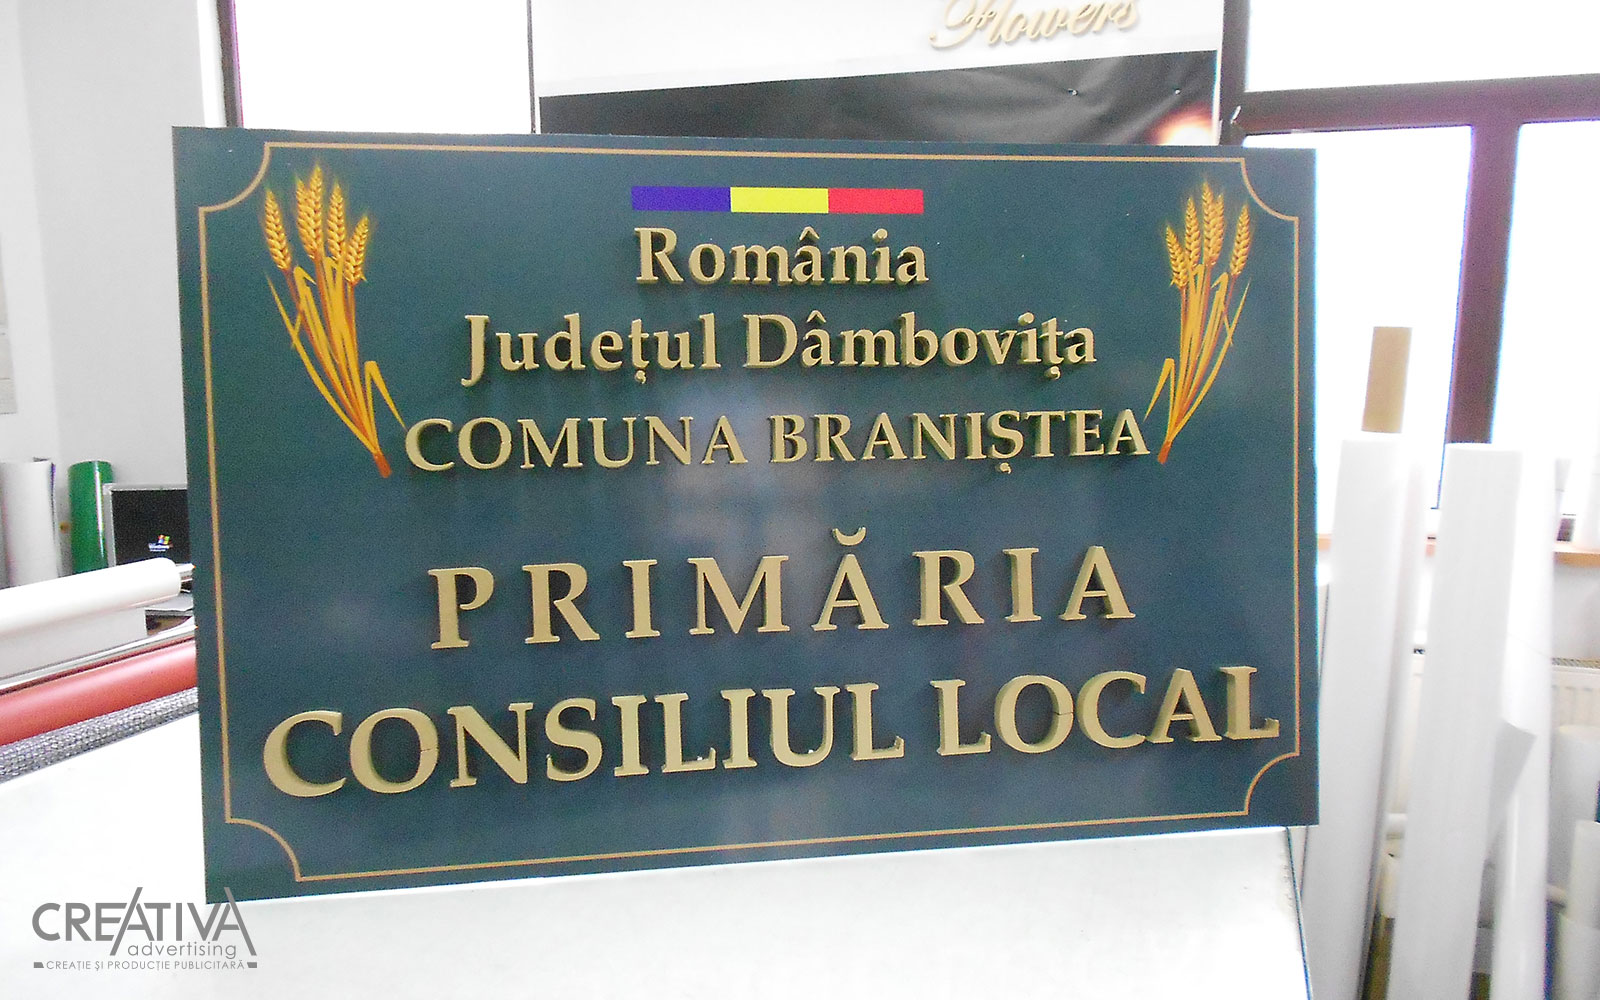 Flowers
România
Județul Dâmbovița
COMUNA BRANIȘTEA
PRIMĂRIA
CONSILIUL LOCAL
CREATIVA
advertising
CREAȚIE ȘI PRODUCȚIE PUBLICITARĂ